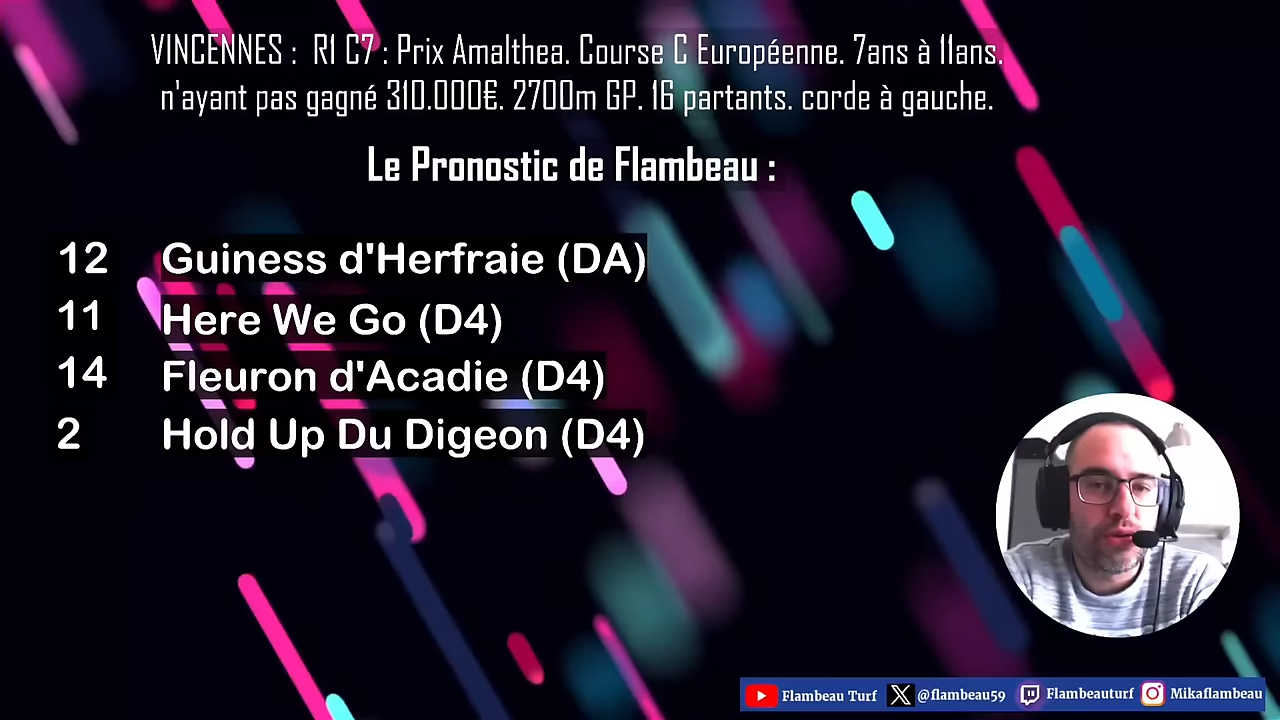 VINCENNES : R1 C7 : Prix Amalthea. Course C Européenne. 7ans à 11ans.
n'ayant pas gagné 310.000€. 2700m GP. 16 partants. corde à gauche.
Le Pronostic de Flambeau :
12 Guiness d'Herfraie (DA)
11 Here We Go (D4)
14 Fleuron d'Acadie (D4)
2 Hold Up Du Digeon (D4)
Flambeau Turf @flambeau59 Flambeauturf Mikaflambeau